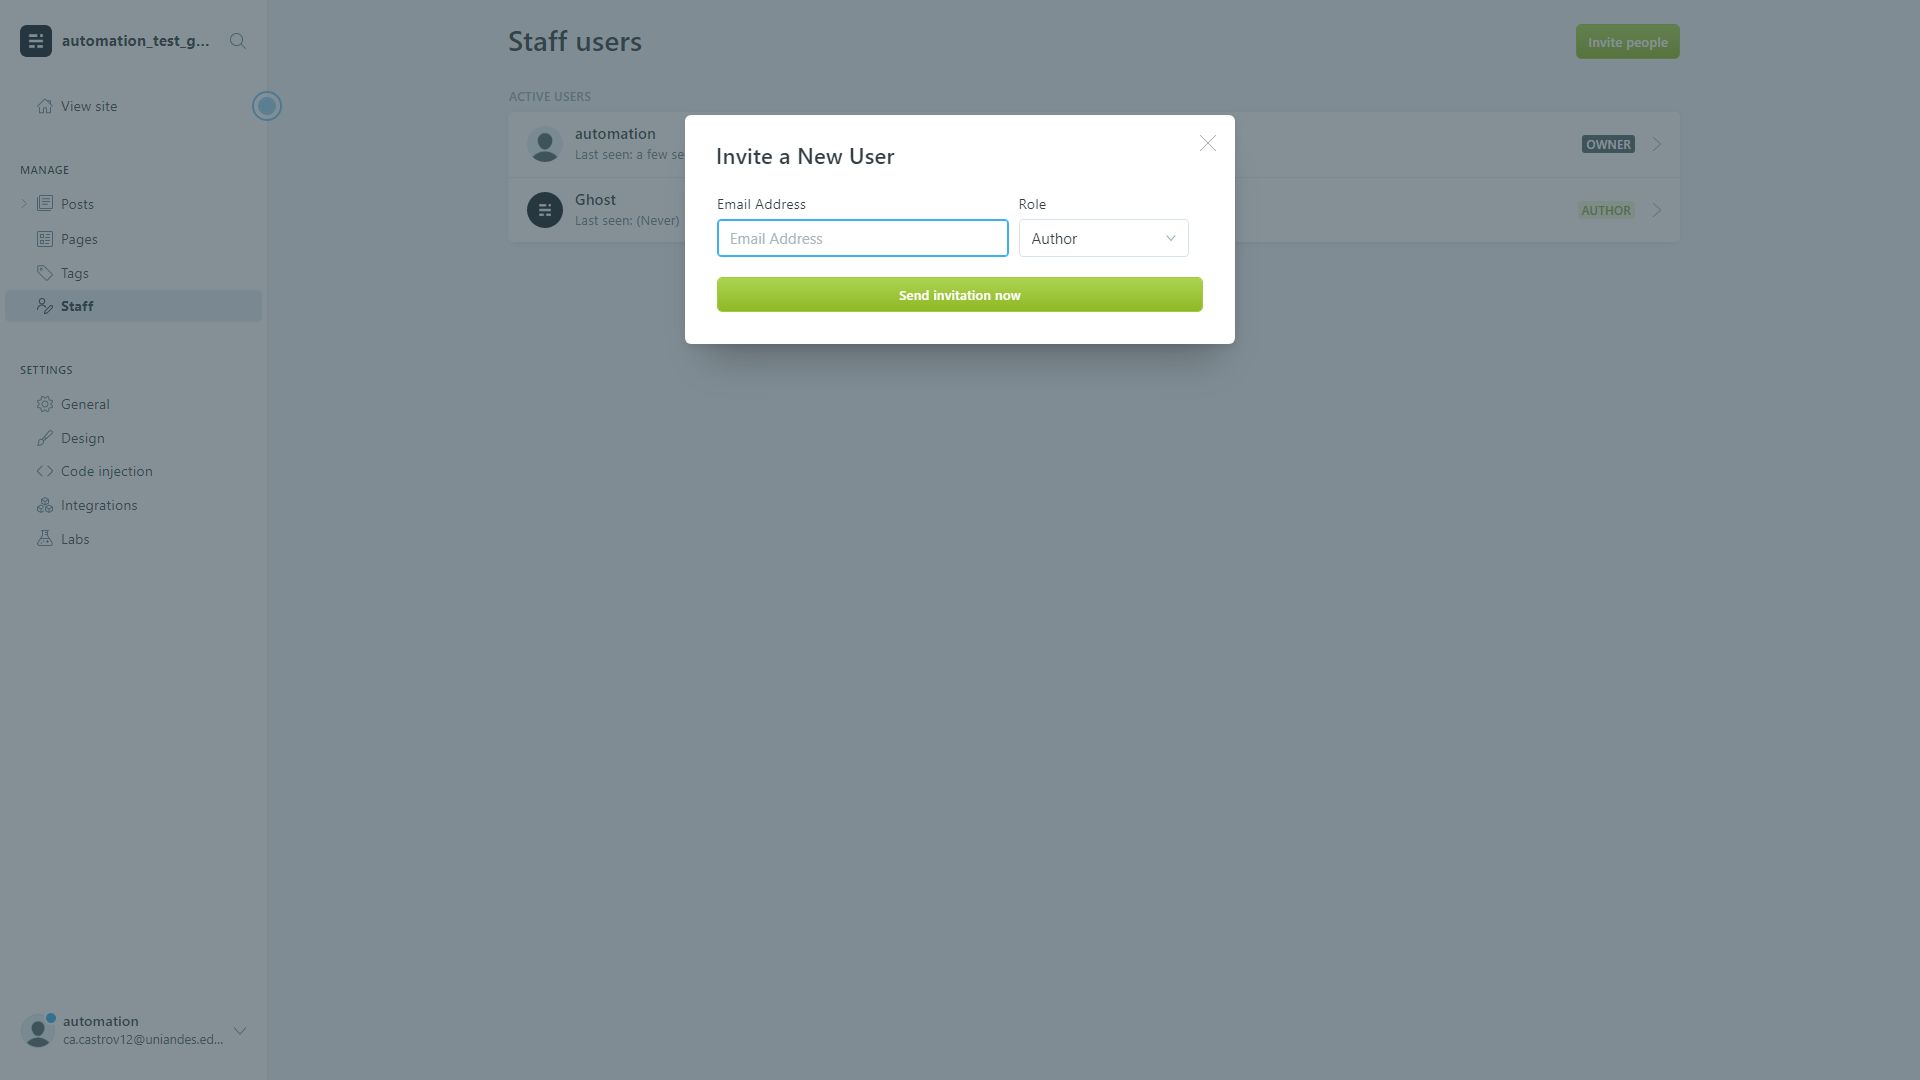 automation_test_g...
View site
MANAGE
Posts
Pages
Tags
Staff
SETTINGS
General
Design
Code injection
Integrations
Labs
automation
ca.castrov12@uniandes.ed...
Staff users
Invite people
ACTIVE USERS
automation
Last seen: a few se
OWNER
Ghost
Last seen: (Never)
AUTHOR
Invite a New User
Email Address
Role
Email Address
Author
Send invitation now